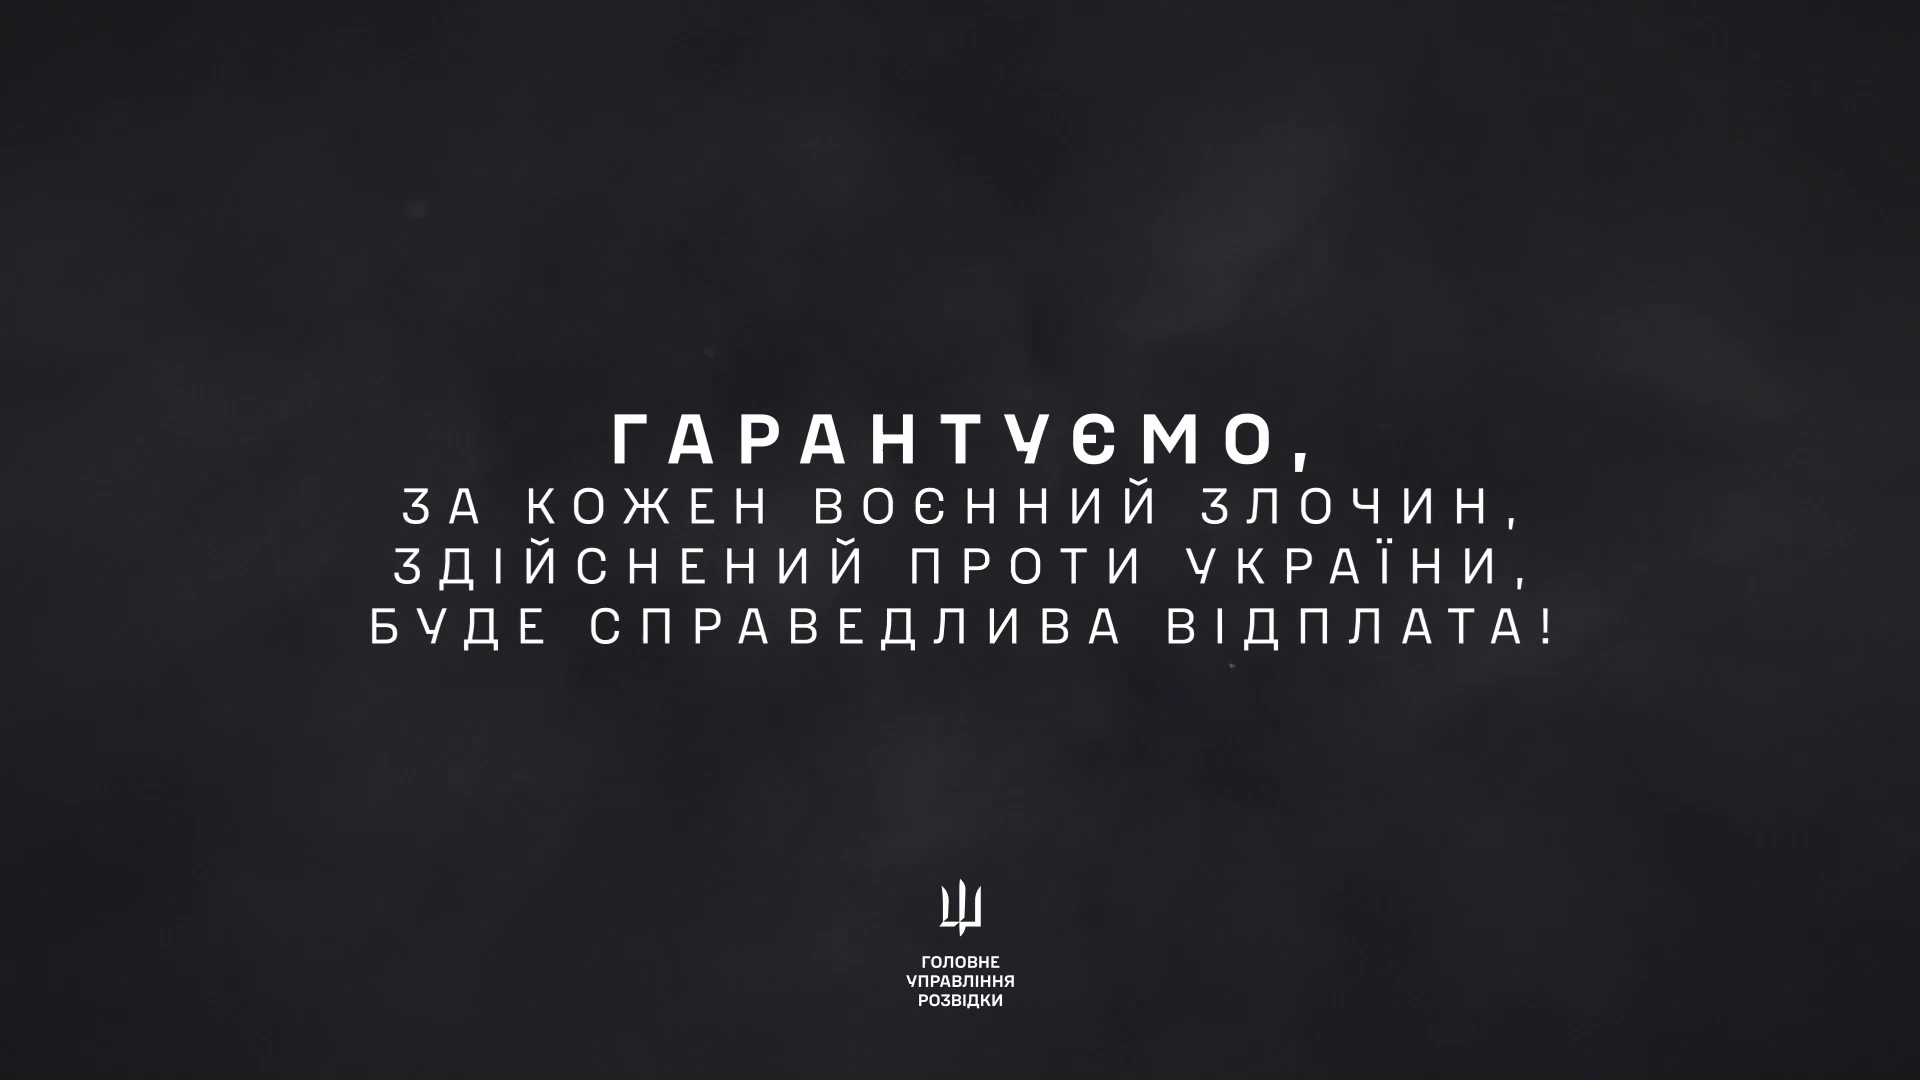 ГАРАНТУЄМО,
ЗА КОЖЕН ВОЄННИЙ ЗЛОЧИН,
ЗДІЙСНЕНИЙ ПРОТИ УКРАЇНИ,
БУДЕ СПРАВЕДЛИВА ВІДПЛАТА!
ГОЛОВНЕ
УПРАВЛІННЯ
РОЗВІДКИ